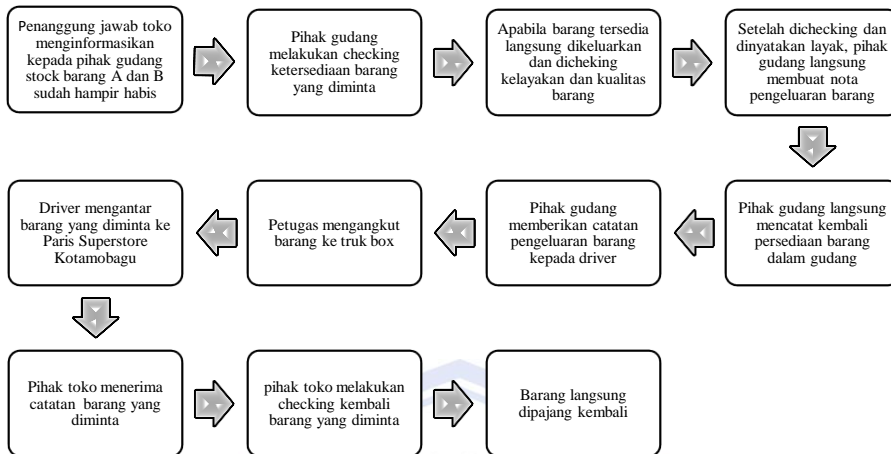 Penanggung jawab toko
menginformasikan
kepada pihak gudang
stock barang A dan B
sudah hampir habis
Pihak gudang
melakukan checking
ketersediaan barang
yang diminta
Apabila barang tersedia
langsung dikeluarkan
dan dicheking
kelayakan dan kualitas
barang
Setelah dichecking dan
dinyatakan layak, pihak
gudang langsung
membuat nota
pengeluran barang
Pihak gudang langsung
mencatat kembali
persediaan barang
dalam gudang
Pihak gudang
memberikan catatan
pengeluaran barang
kepada driver
Petugas mengangkut
barang ke truk box
Driver mengantar
barang yang diminta ke
Paris Superstore
Kotamobagu
Pihak toko menerima
catatan barang yang
diminta
pihak toko melakukan
checking kembali
barang yang diminta
Barang langsung
dipajang kembali